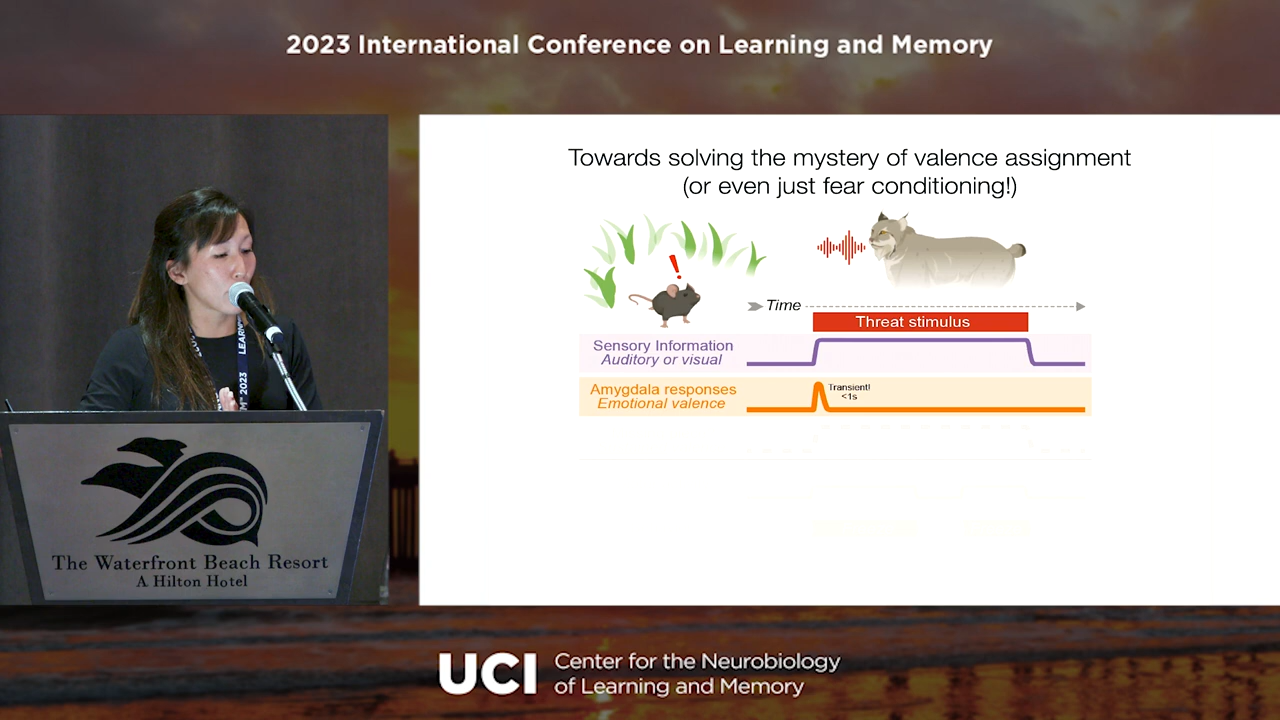 2023 International Conference on Learning and Memory
Towards solving the mystery of valence assignment
(or even just fear conditioning!)
!
Time
Threat stimulus
Sensory Information
Auditory or visual
Amygdala responses
Emotional valence
Transient!
<1s
LEARN
M® 2023
The Waterfront Beach Resort
A Hilton Hotel
UCI
Center for the Neurobiology
of Learning and Memory